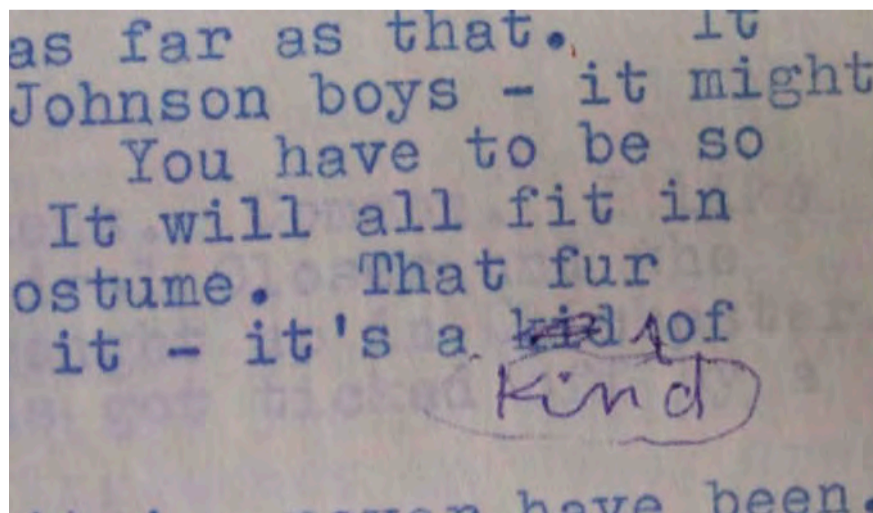 as far as that. It
Johnson boys - it might
You have to be so
It will all fit in
ostume. That fur
it - it's a kid of
kind
never have been.